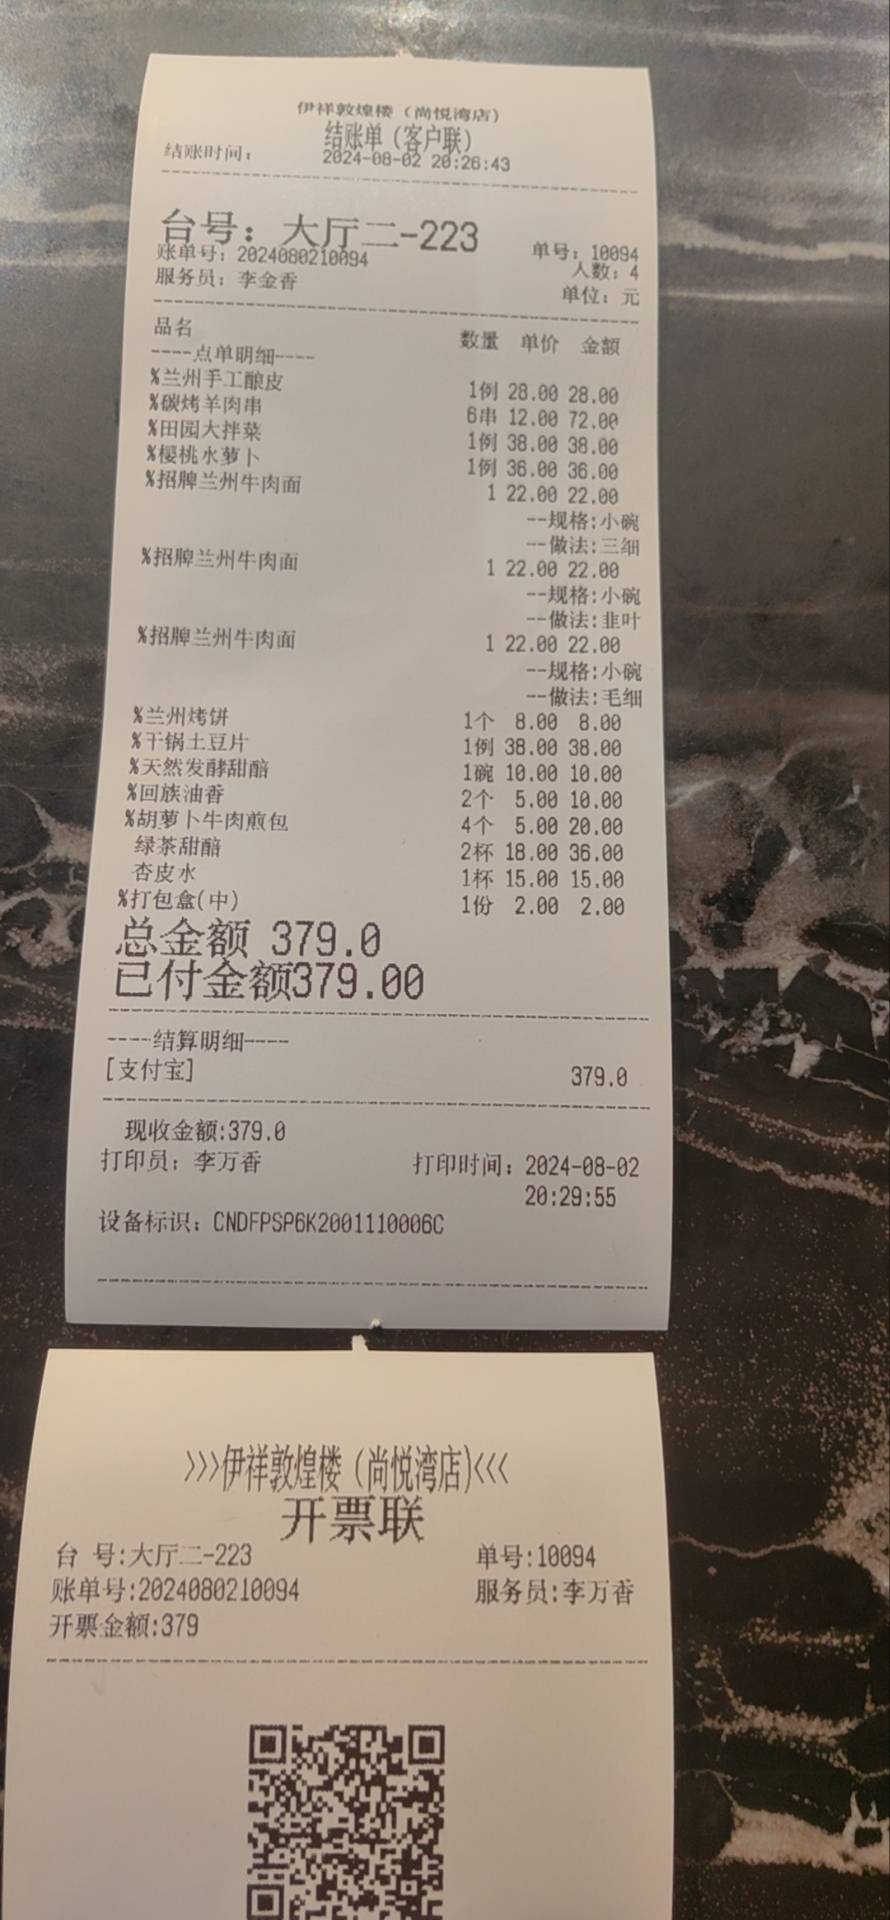 伊祥敦煌楼（尚悦湾店）
结账单（客户联）
结账时间： 2024-08-02 20:26:43
台号：大厅二-223
账单号：2024080210094 单号：10094
人数：4
服务员：李金香 单位：元
品名 数量 单价 金额
----点单明细----
%兰州手工酿皮 1例 28.00 28.00
%碳烤羊肉串 6串 12.00 72.00
%田园大拌菜 1例 38.00 38.00
%樱桃水萝卜 1例 36.00 36.00
%招牌兰州牛肉面 1 22.00 22.00
--规格:小碗
--做法:三细
%招牌兰州牛肉面 1 22.00 22.00
--规格:小碗
--做法:韭叶
%招牌兰州牛肉面 1 22.00 22.00
--规格:小碗
--做法:毛细
%兰州烤饼 1个 8.00 8.00
%干锅土豆片 1例 38.00 38.00
%天然发酵甜醅 1碗 10.00 10.00
%回族油香 2个 5.00 10.00
%胡萝卜牛肉煎包 4个 5.00 20.00
绿茶甜醅 2杯 18.00 36.00
杏皮水 1杯 15.00 15.00
%打包盒(中) 1份 2.00 2.00
总金额 379.0
已付金额379.00
----结算明细----
[支付宝] 379.0
现收金额:379.0
打印员：李万香 打印时间：2024-08-02
20:29:55
设备标识：CNDFPSP6K2001110006C
>>>伊祥敦煌楼（尚悦湾店)<<<
开票联
台 号:大厅二-223 单号:10094
账单号:2024080210094 服务员:李万香
开票金额:379